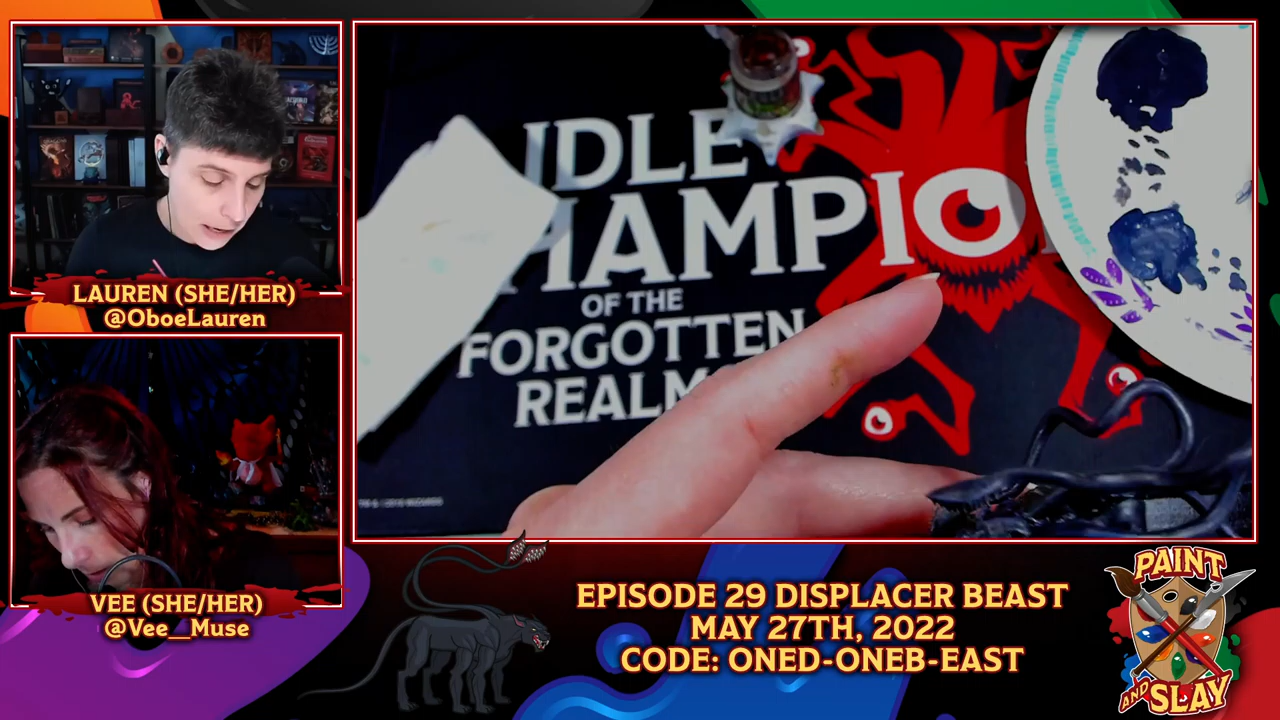 LAUREN (SHE/HER)
@OboeLauren
VEE (SHE/HER)
@Vee__Muse
IDLE
HAMPIO
OF THE
FORGOTTEN
REALM
EPISODE 29 DISPLACER BEAST
MAY 27TH, 2022
CODE: ONED-ONEB-EAST
PAINT
AND SLAY